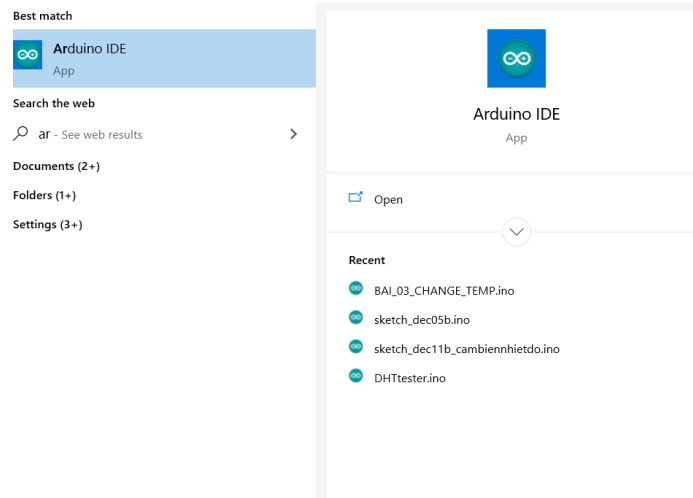 Best match
Arduino IDE
App
Search the web
ar - See web results
Documents (2+)
Folders (1+)
Settings (3+)
Arduino IDE
App
Open
Recent
BAI_03_CHANGE_TEMP.ino
sketch_dec05b.ino
sketch_dec11b_cambiennhietdo.ino
DHTtester.ino